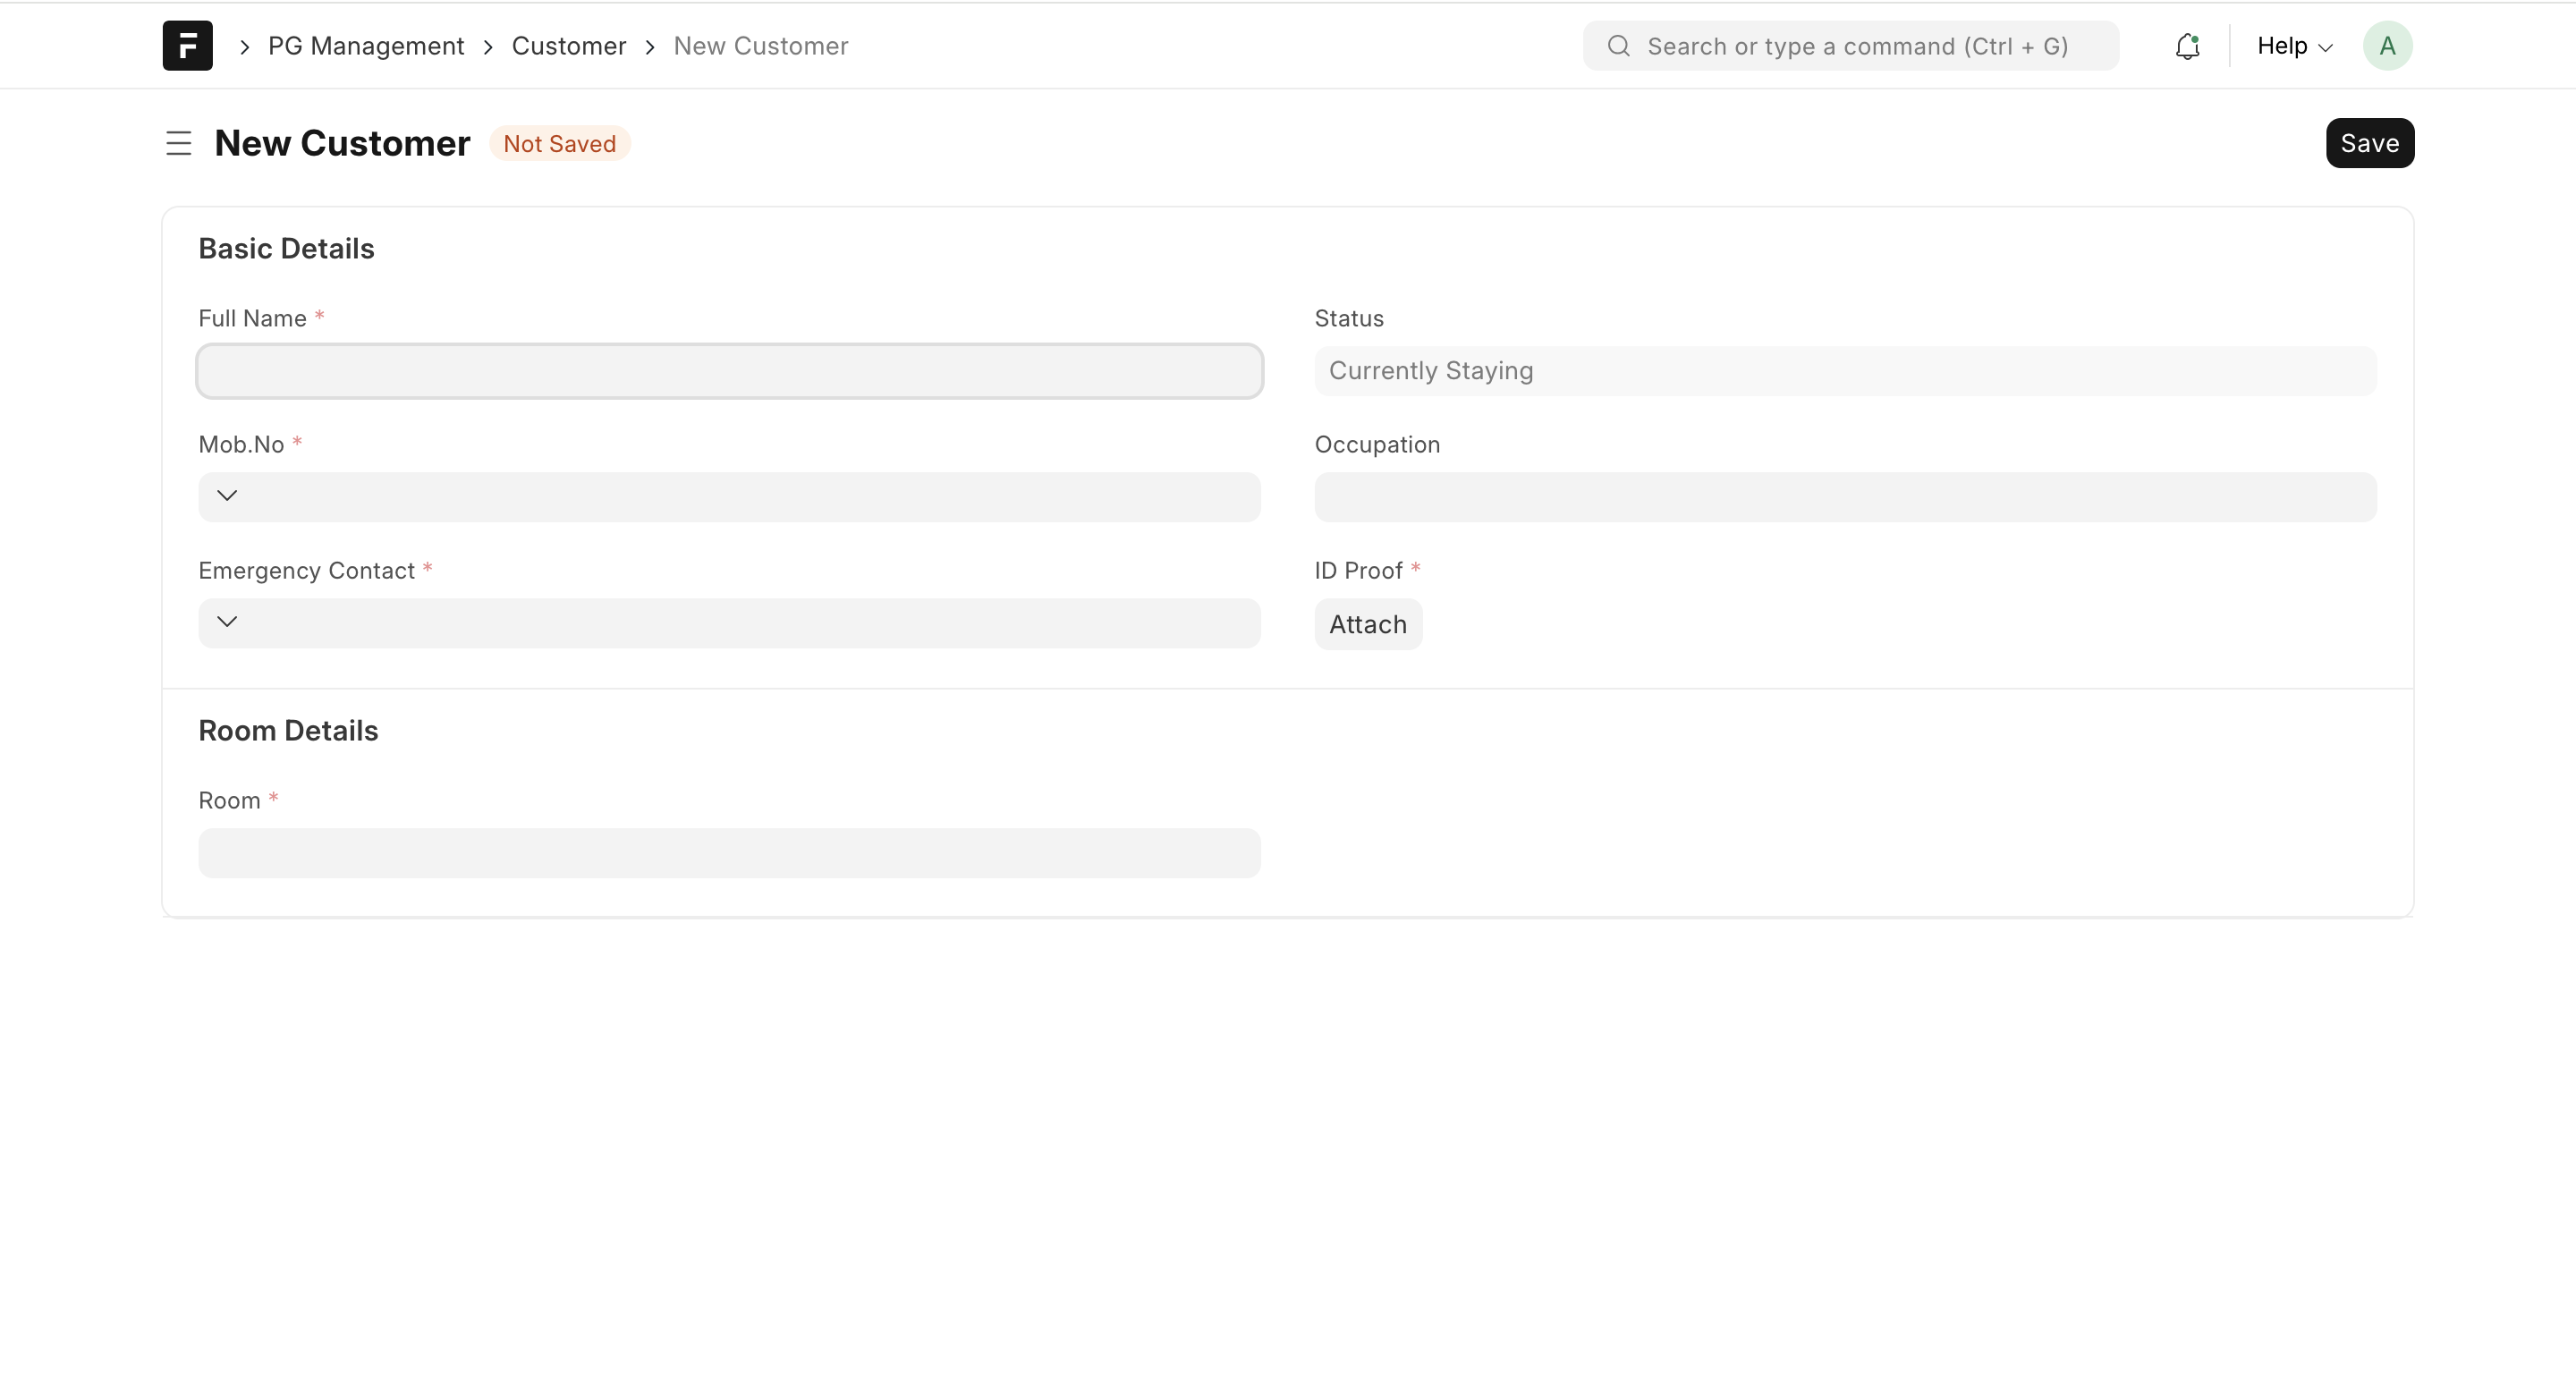 PG Management > Customer > New Customer
Search or type a command (Ctrl + G)
Help
A
New Customer
Not Saved
Save
Basic Details
Full Name *
Status
Currently Staying
Mob.No *
Occupation
Emergency Contact *
ID Proof *
Attach
Room Details
Room *